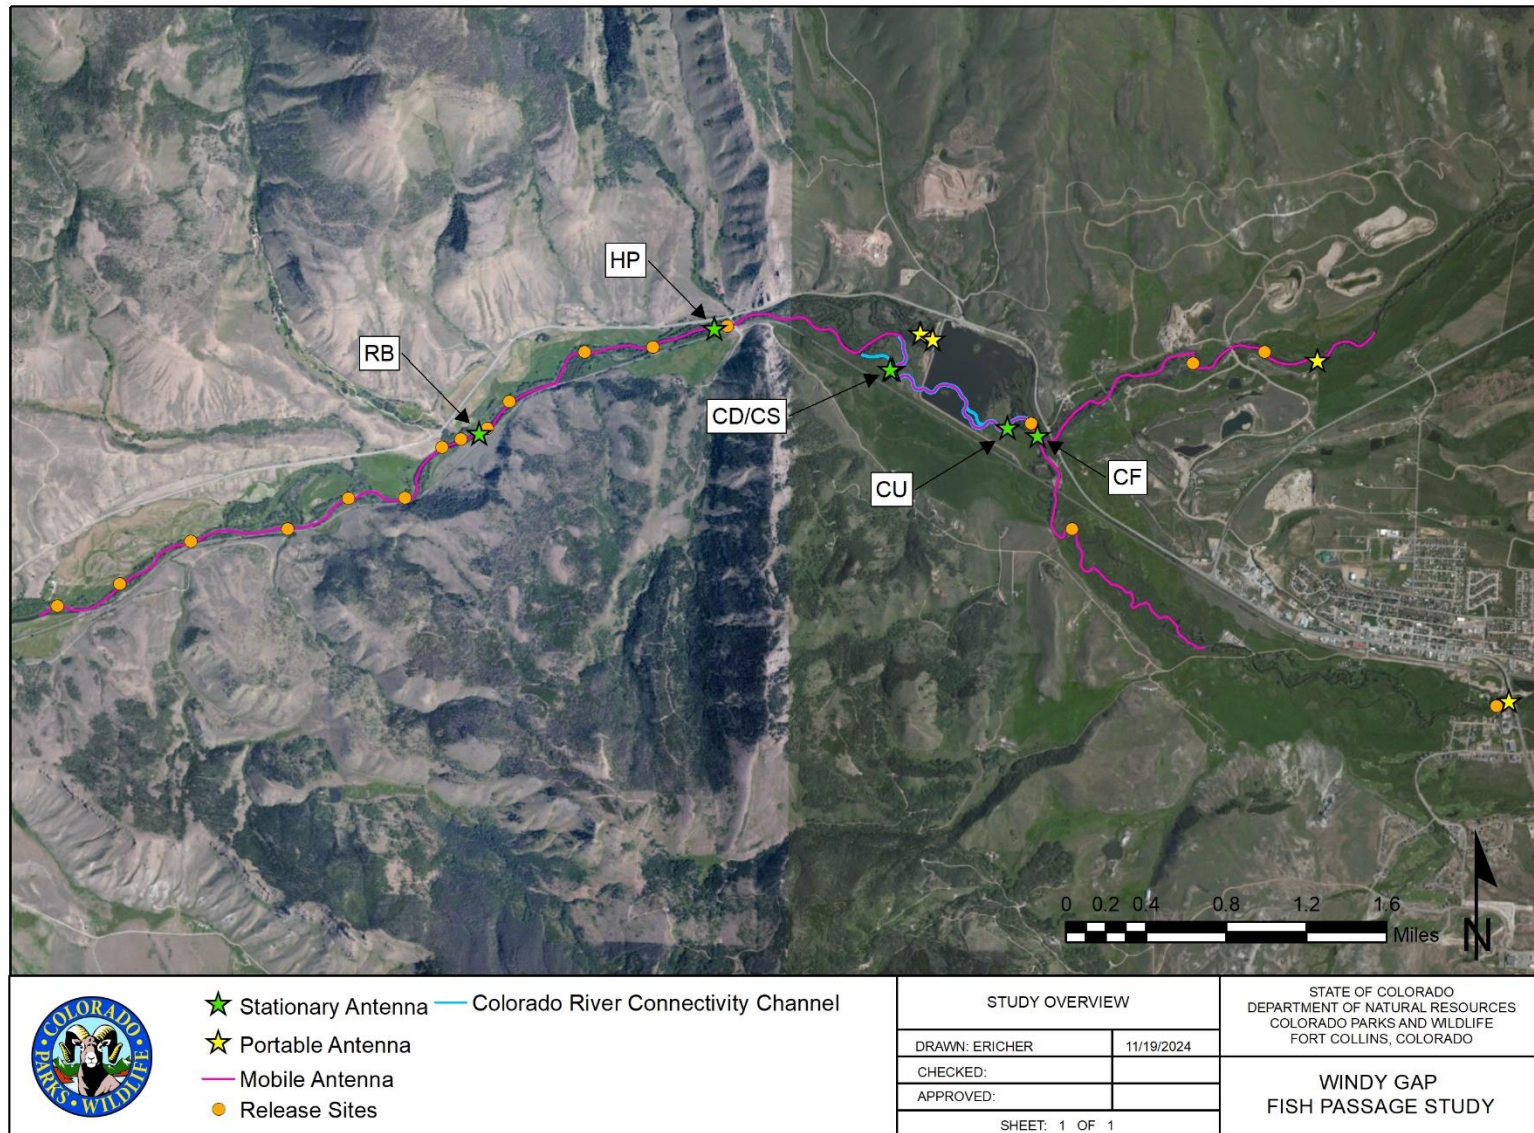 HP
RB
CD/CS
CU
CF
0 0.2 0.4 0.8 1.2 1.6
Miles
N
COLORADO
PARKS • WILDLIFE
Stationary Antenna
Colorado River Connectivity Channel
Portable Antenna
Mobile Antenna
Release Sites
STUDY OVERVIEW
DRAWN: ERICHER 11/19/2024
CHECKED:
APPROVED:
SHEET: 1 OF 1
STATE OF COLORADO
DEPARTMENT OF NATURAL RESOURCES
COLORADO PARKS AND WILDLIFE
FORT COLLINS, COLORADO
WINDY GAP
FISH PASSAGE STUDY